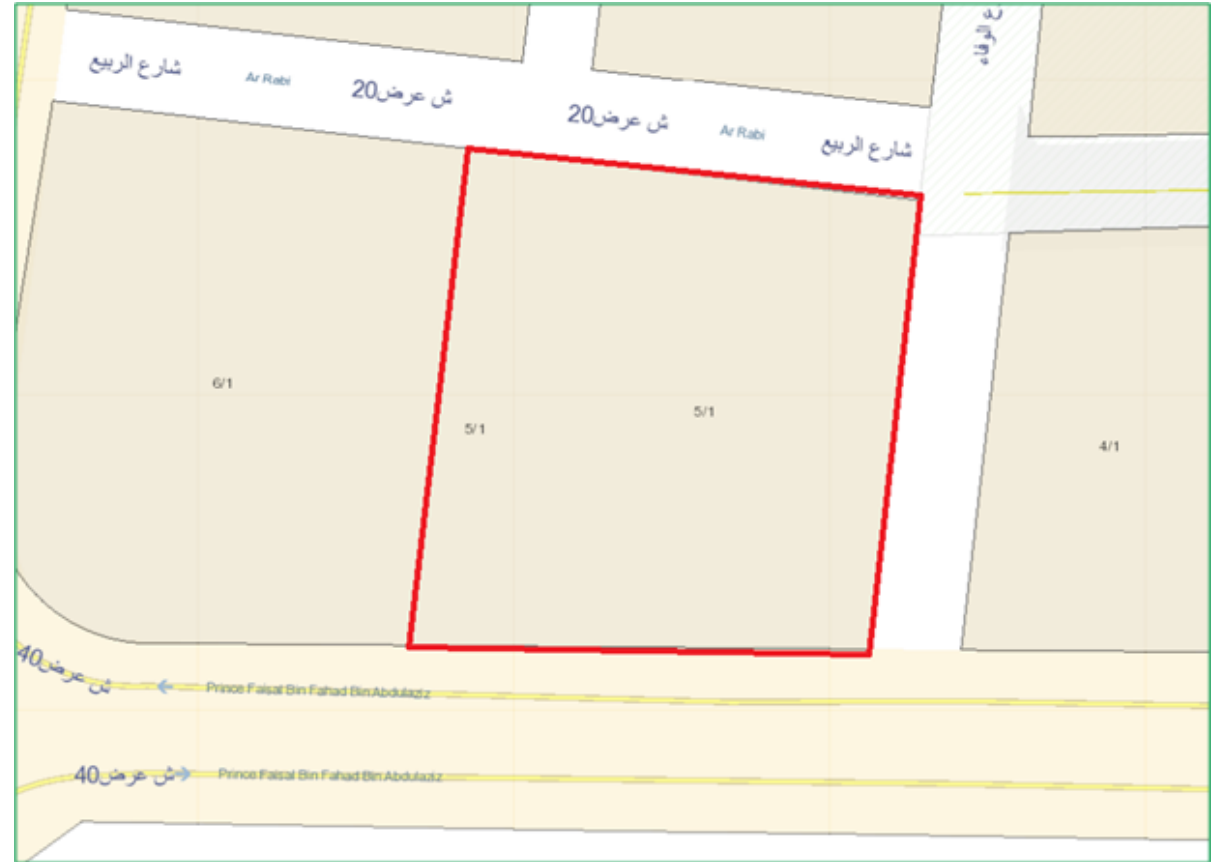 شارع الربيع
Ar Rabi
ش عرض20
ش عرض20
Ar Rabi
شارع الربيع
ع الوفاء
6/1
5/1
5/1
4/1
ش عرض40
Prince Faisal Bin Fahad Bin Abdulaziz
ش عرض40
Prince Faisal Bin Fahad Bin Abdulaziz